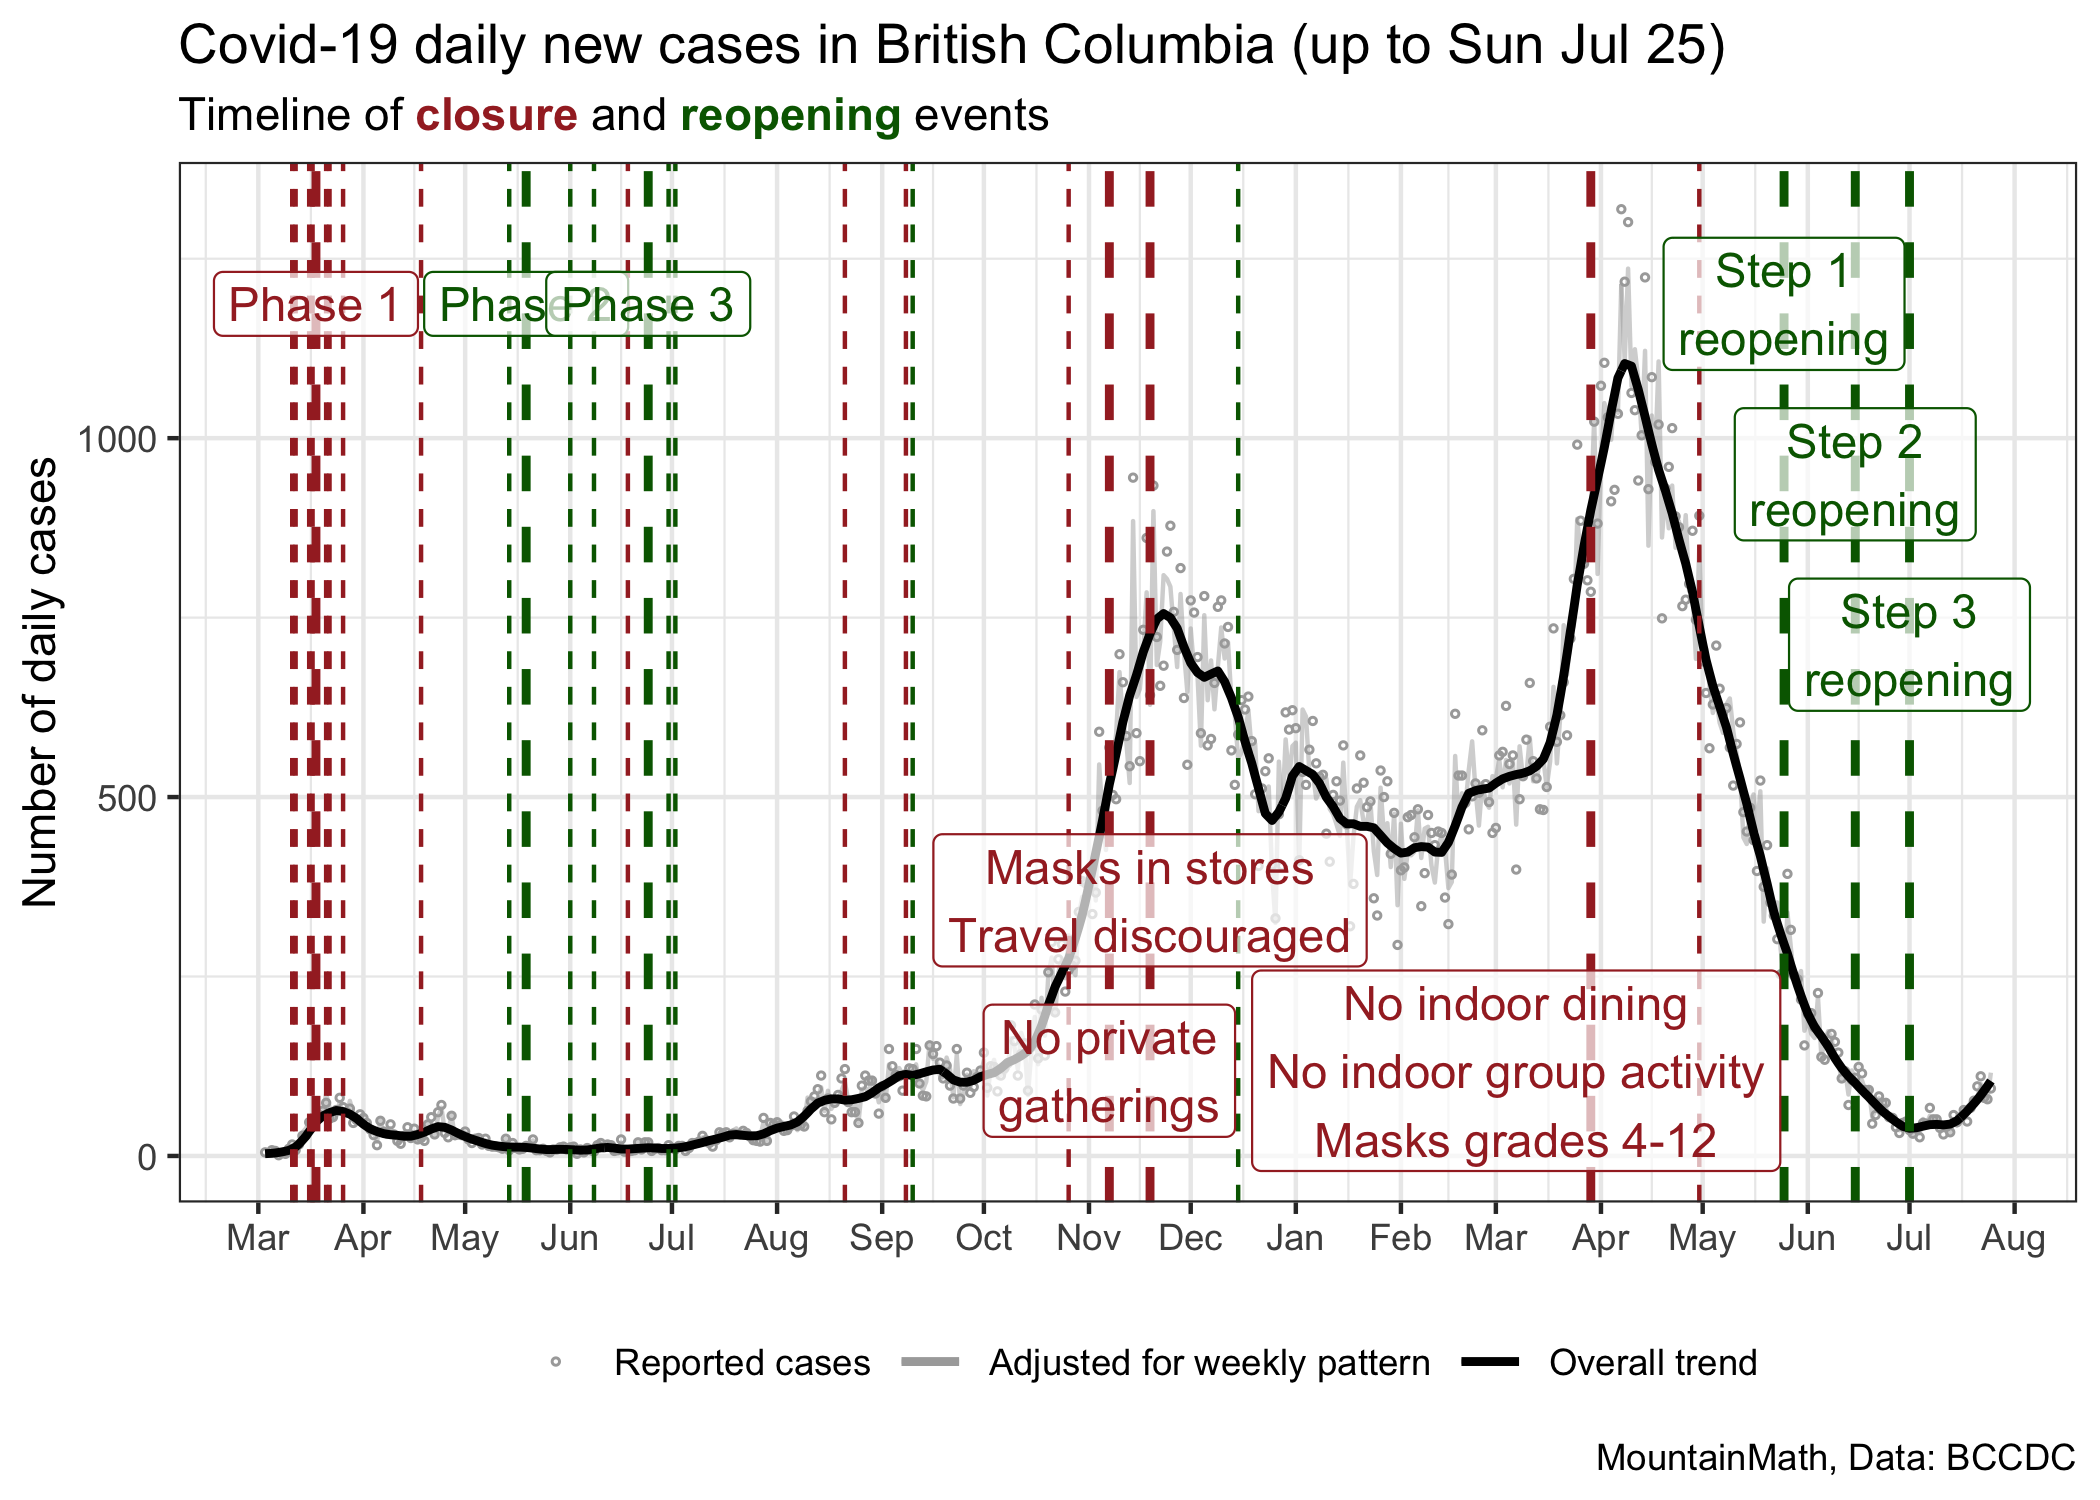 Covid-19 daily new cases in British Columbia (up to Sun Jul 25)
Timeline of closure and reopening events
Number of daily cases
1000
500
0
Phase 1
Phase 2
Phase 3
Step 1
reopening
Step 2
reopening
Step 3
reopening
Masks in stores
Travel discouraged
No private
gatherings
No indoor dining
No indoor group activity
Masks grades 4-12
Mar Apr May Jun Jul Aug Sep Oct Nov Dec Jan Feb Mar Apr May Jun Jul Aug
Reported cases Adjusted for weekly pattern Overall trend
MountainMath, Data: BCCDC